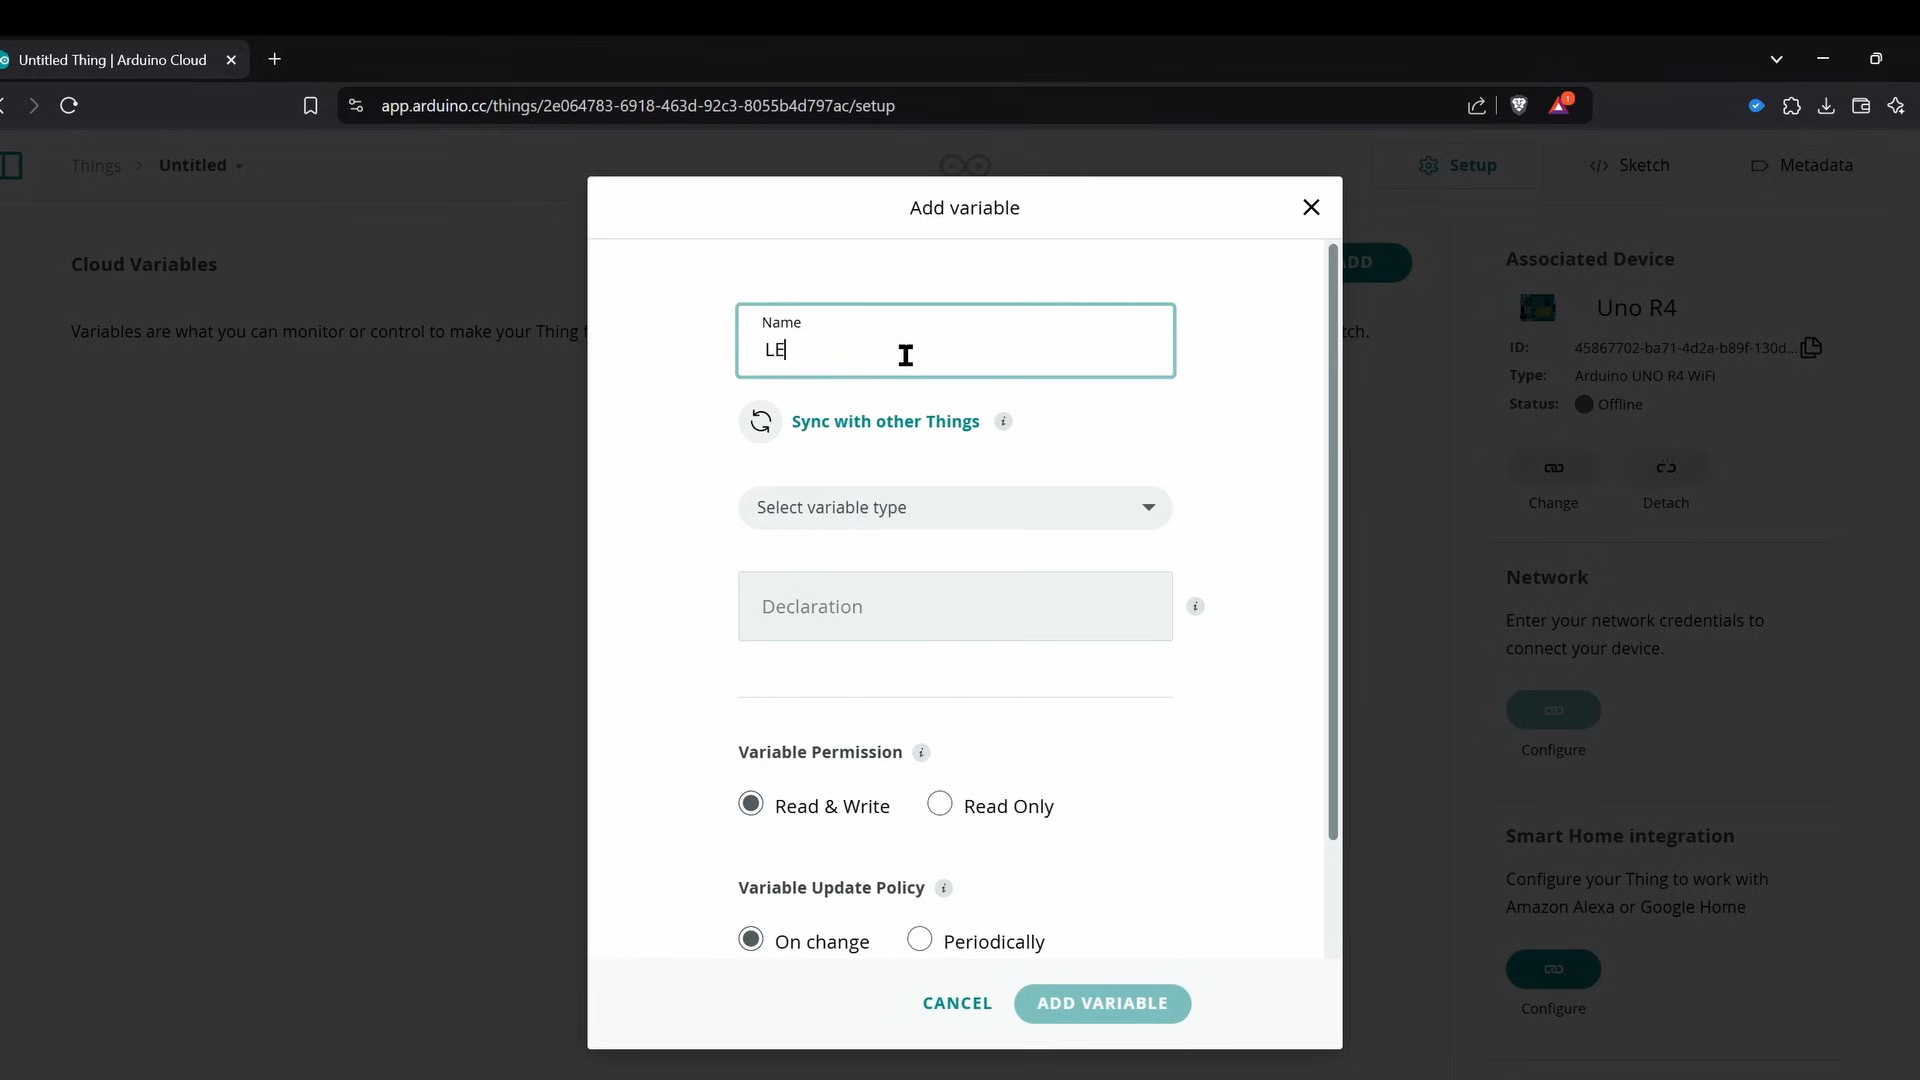 Untitled Thing | Arduino Cloud
app.arduino.cc/things/2e064783-6918-463d-92c3-8055b4d797ac/setup
1
Things > Untitled
Setup
</> Sketch
Metadata
Add variable
Cloud Variables
Variables are what you can monitor or control to make your Thing
tch.
Name
LE
Sync with other Things i
Select variable type
Declaration
i
Variable Permission i
Read & Write
Read Only
Variable Update Policy i
On change
Periodically
CANCEL
ADD VARIABLE
Associated Device
Uno R4
ID: 45867702-ba71-4d2a-b89f-130d...
Type: Arduino UNO R4 WiFi
Status: Offline
Change
Detach
Network
Enter your network credentials to
connect your device.
Configure
Smart Home integration
Configure your Thing to work with
Amazon Alexa or Google Home
Configure